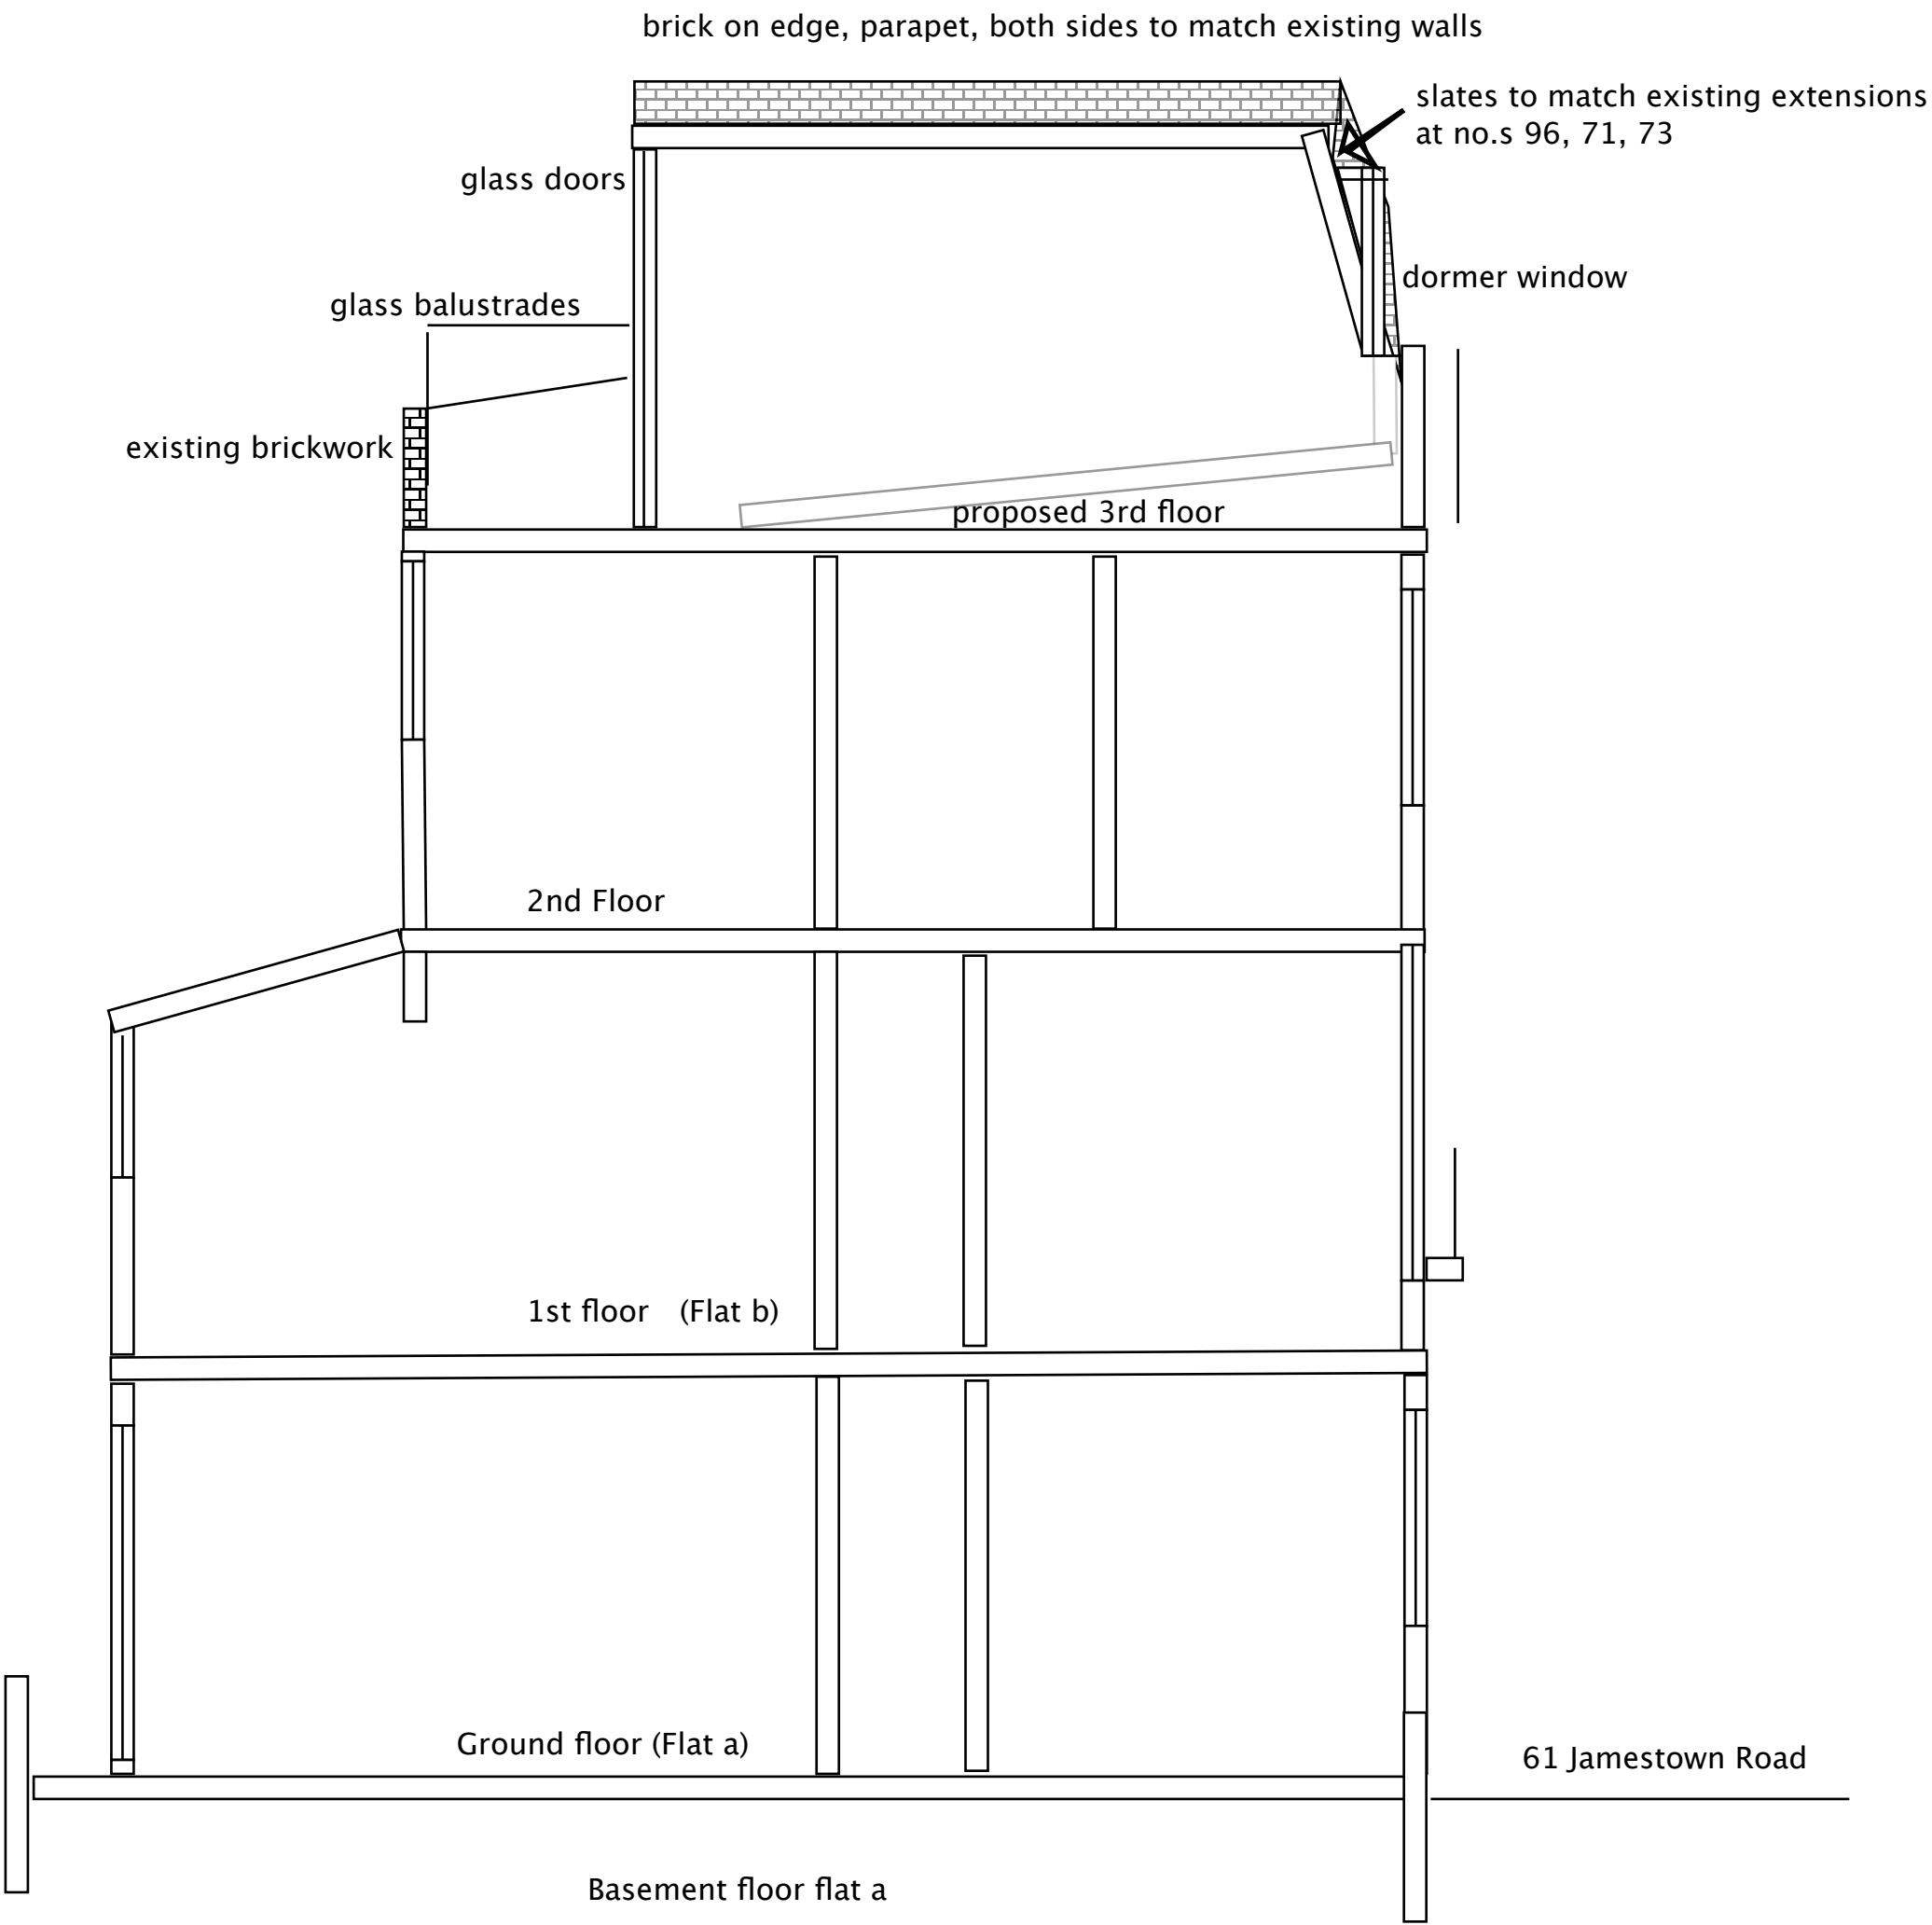 brick on edge, parapet, both sides to match existing walls
slates to match existing extensions
at no.s 96, 71, 73
glass doors
dormer window
glass balustrades
existing brickwork
proposed 3rd floor
2nd Floor
1st floor (Flat b)
Ground floor (Flat a)
61 Jamestown Road
Basement floor flat a